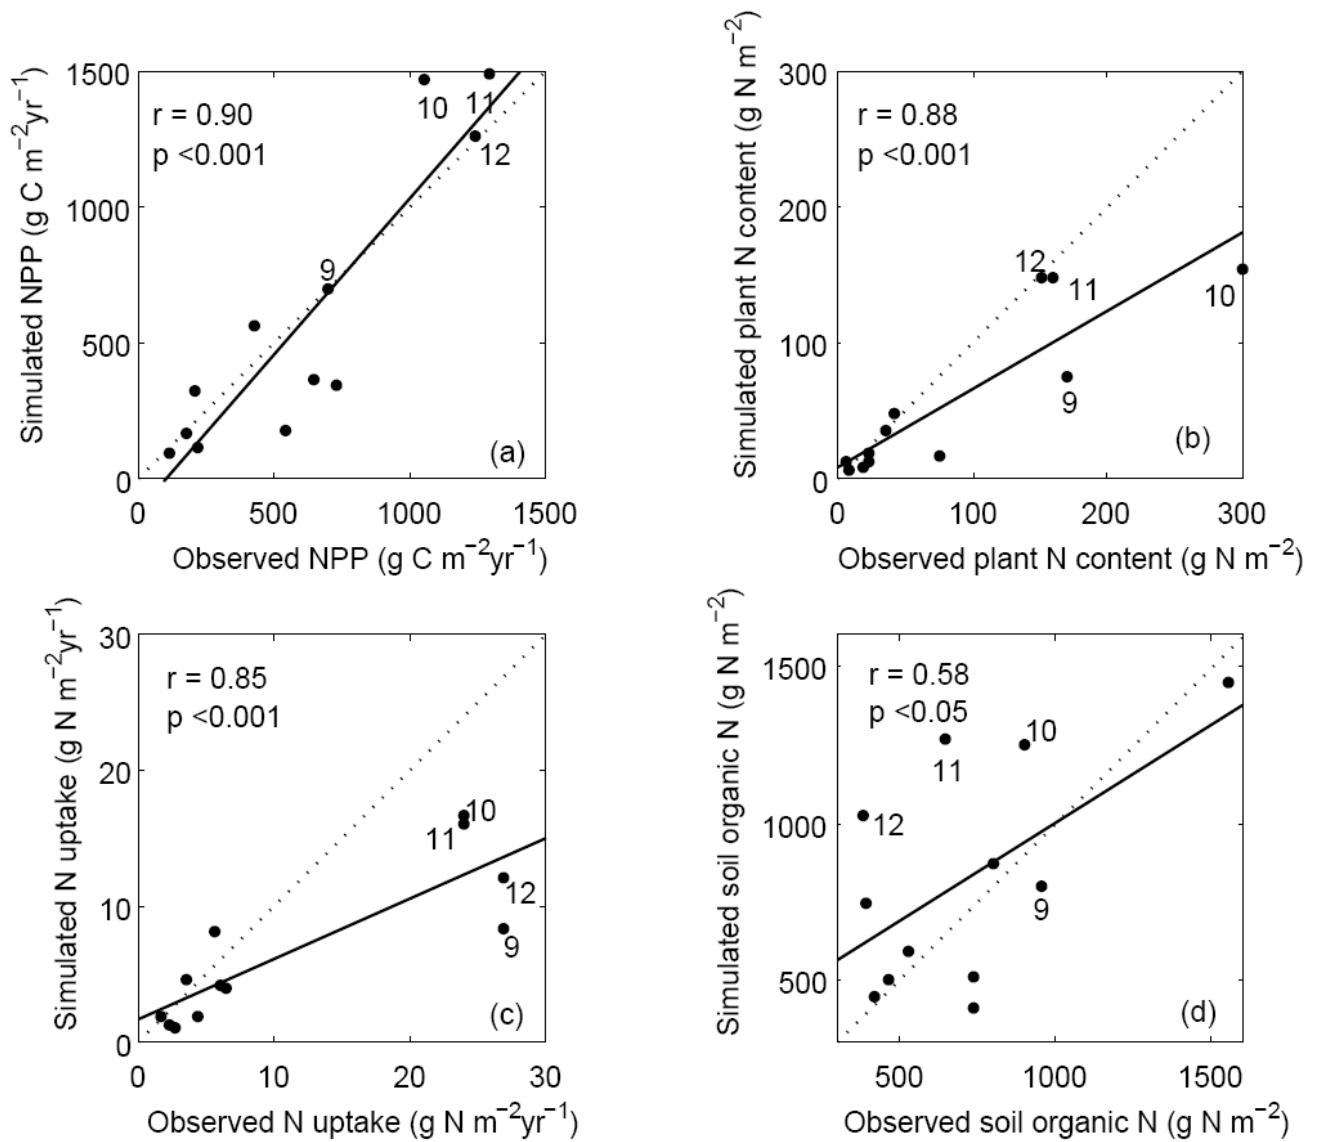 Simulated NPP (g C m−2yr−1)
1500
1000
500
0
r = 0.90
p <0.001
10
11
12
9
(a)
0
500
1000
1500
Observed NPP (g C m−2yr−1)
Simulated plant N content (g N m−2)
300
200
100
0
r = 0.88
p <0.001
12
11
10
9
(b)
0
100
200
300
Observed plant N content (g N m−2)
Simulated N uptake (g N m−2yr−1)
30
20
10
0
r = 0.85
p <0.001
10
11
12
9
(c)
0
10
20
30
Observed N uptake (g N m−2yr−1)
Simulated soil organic N (g N m−2)
1500
1000
500
r = 0.58
p <0.05
10
11
12
9
(d)
500
1000
1500
Observed soil organic N (g N m−2)